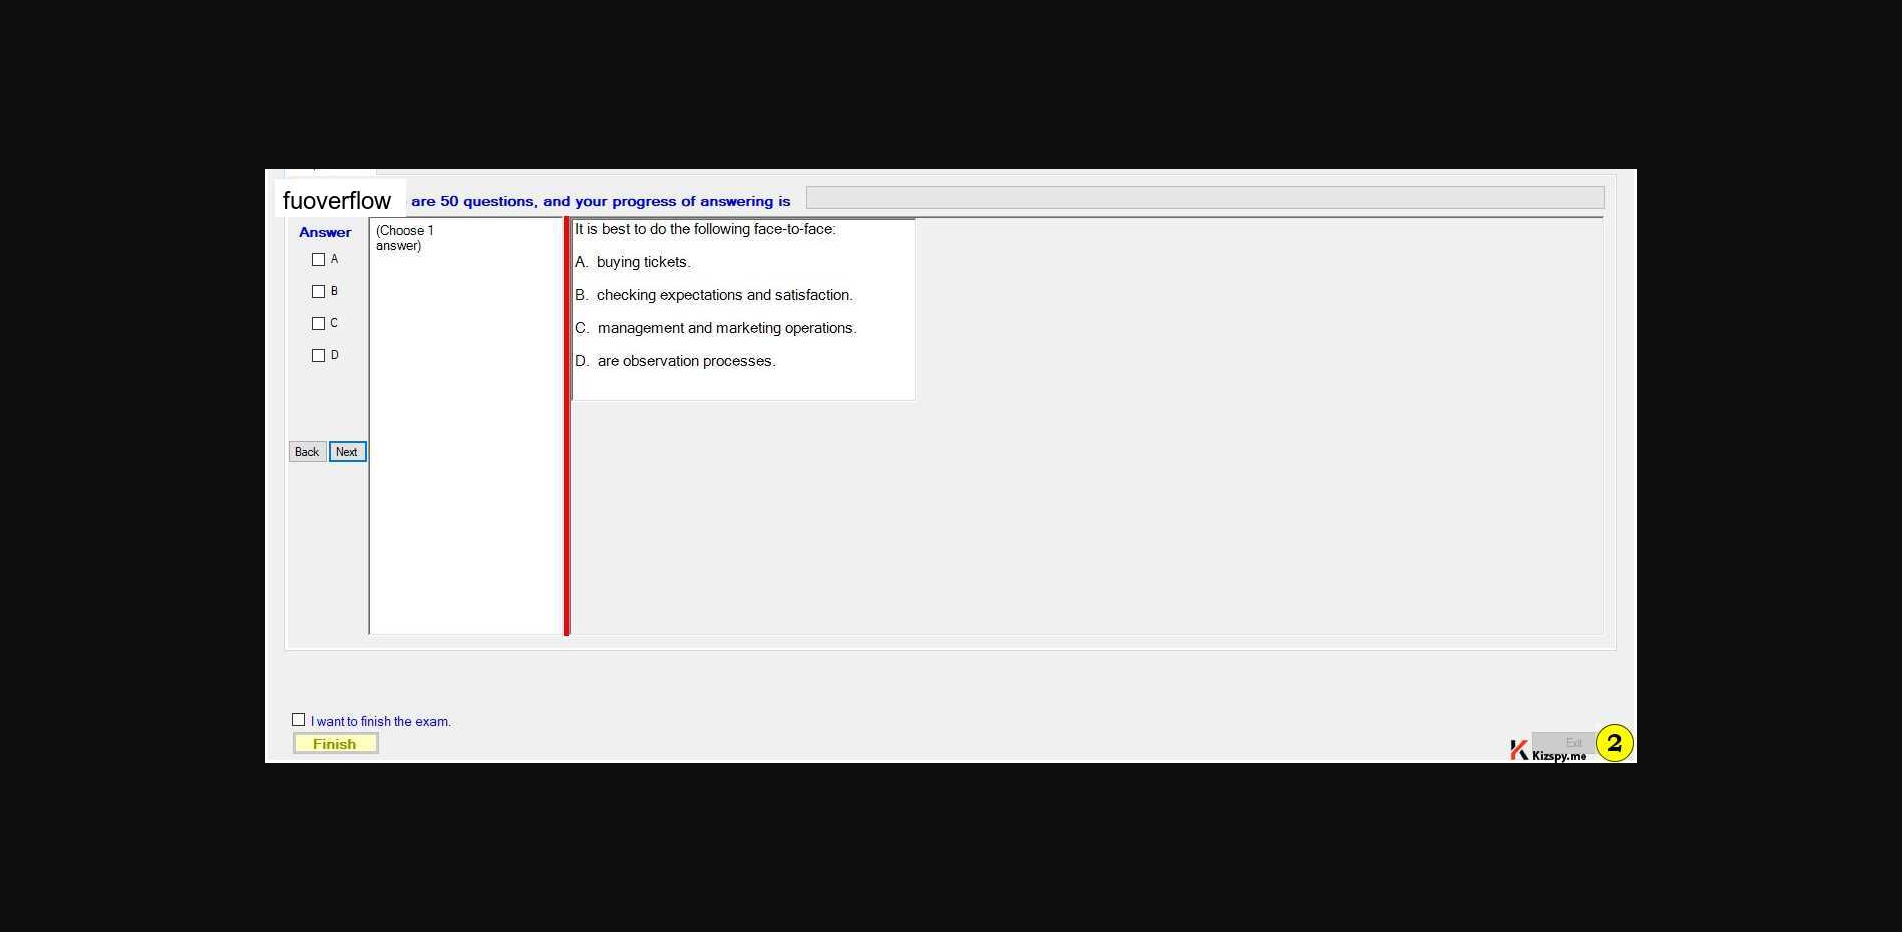 fuoverflow are 50 questions, and your progress of answering is
Answer
(Choose 1
answer)
A
B
C
D
Back Next
It is best to do the following face-to-face:
A. buying tickets.
B. checking expectations and satisfaction.
C. management and marketing operations.
D. are observation processes.
I want to finish the exam.
Finish
Exit
Kizspy.me
2